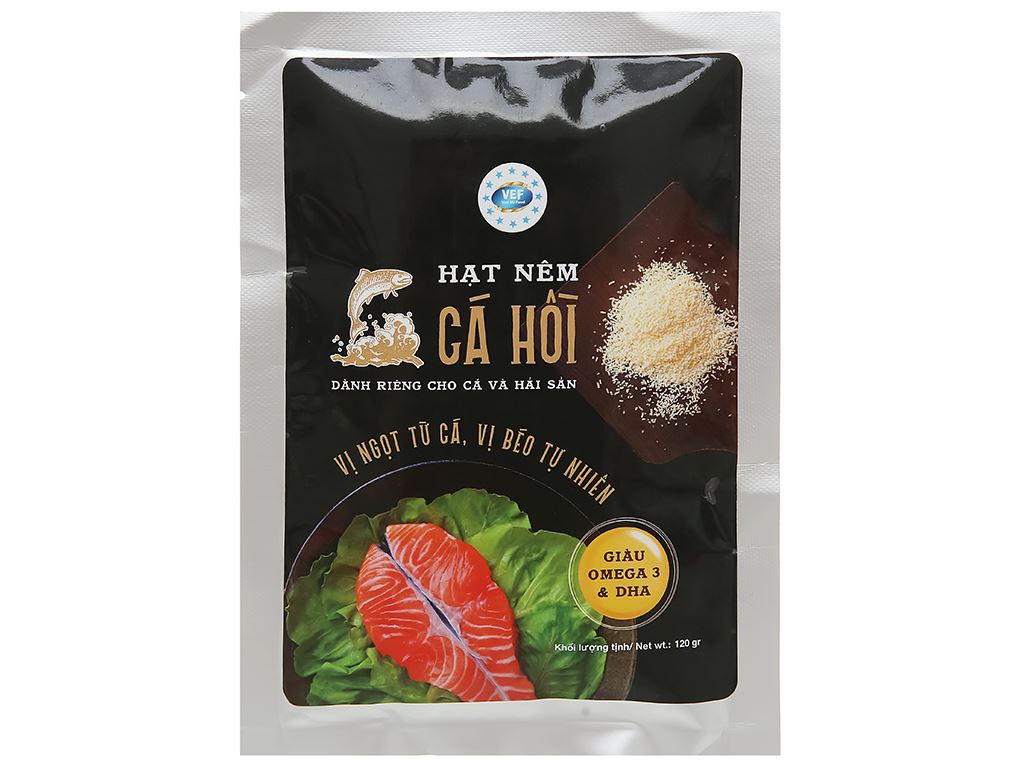 VEF
HẠT NÊM
CÁ HỒI
DÀNH RIÊNG CHO CÁ VÀ HẢI SẢN
VỊ NGỌT TỪ CÁ, VỊ BÉO TỰ NHIÊN
GIÀU
OMEGA 3
& DHA
Khối lượng tịnh/ Net wt.: 120 gr